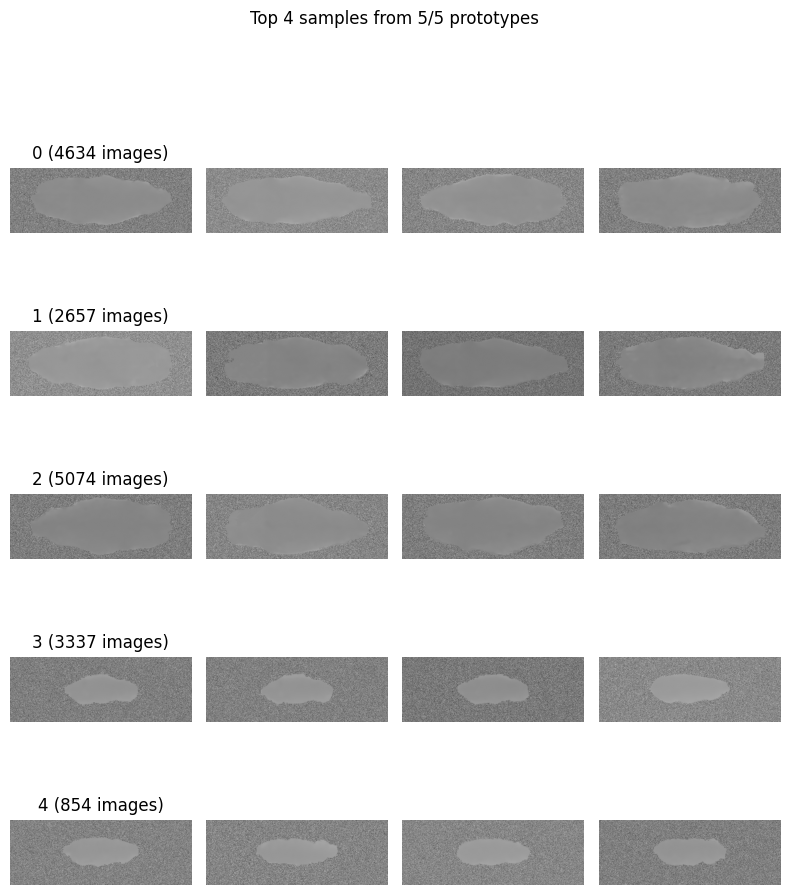 Top 4 samples from 5/5 prototypes
0 (4634 images)
1 (2657 images)
2 (5074 images)
3 (3337 images)
4 (854 images)